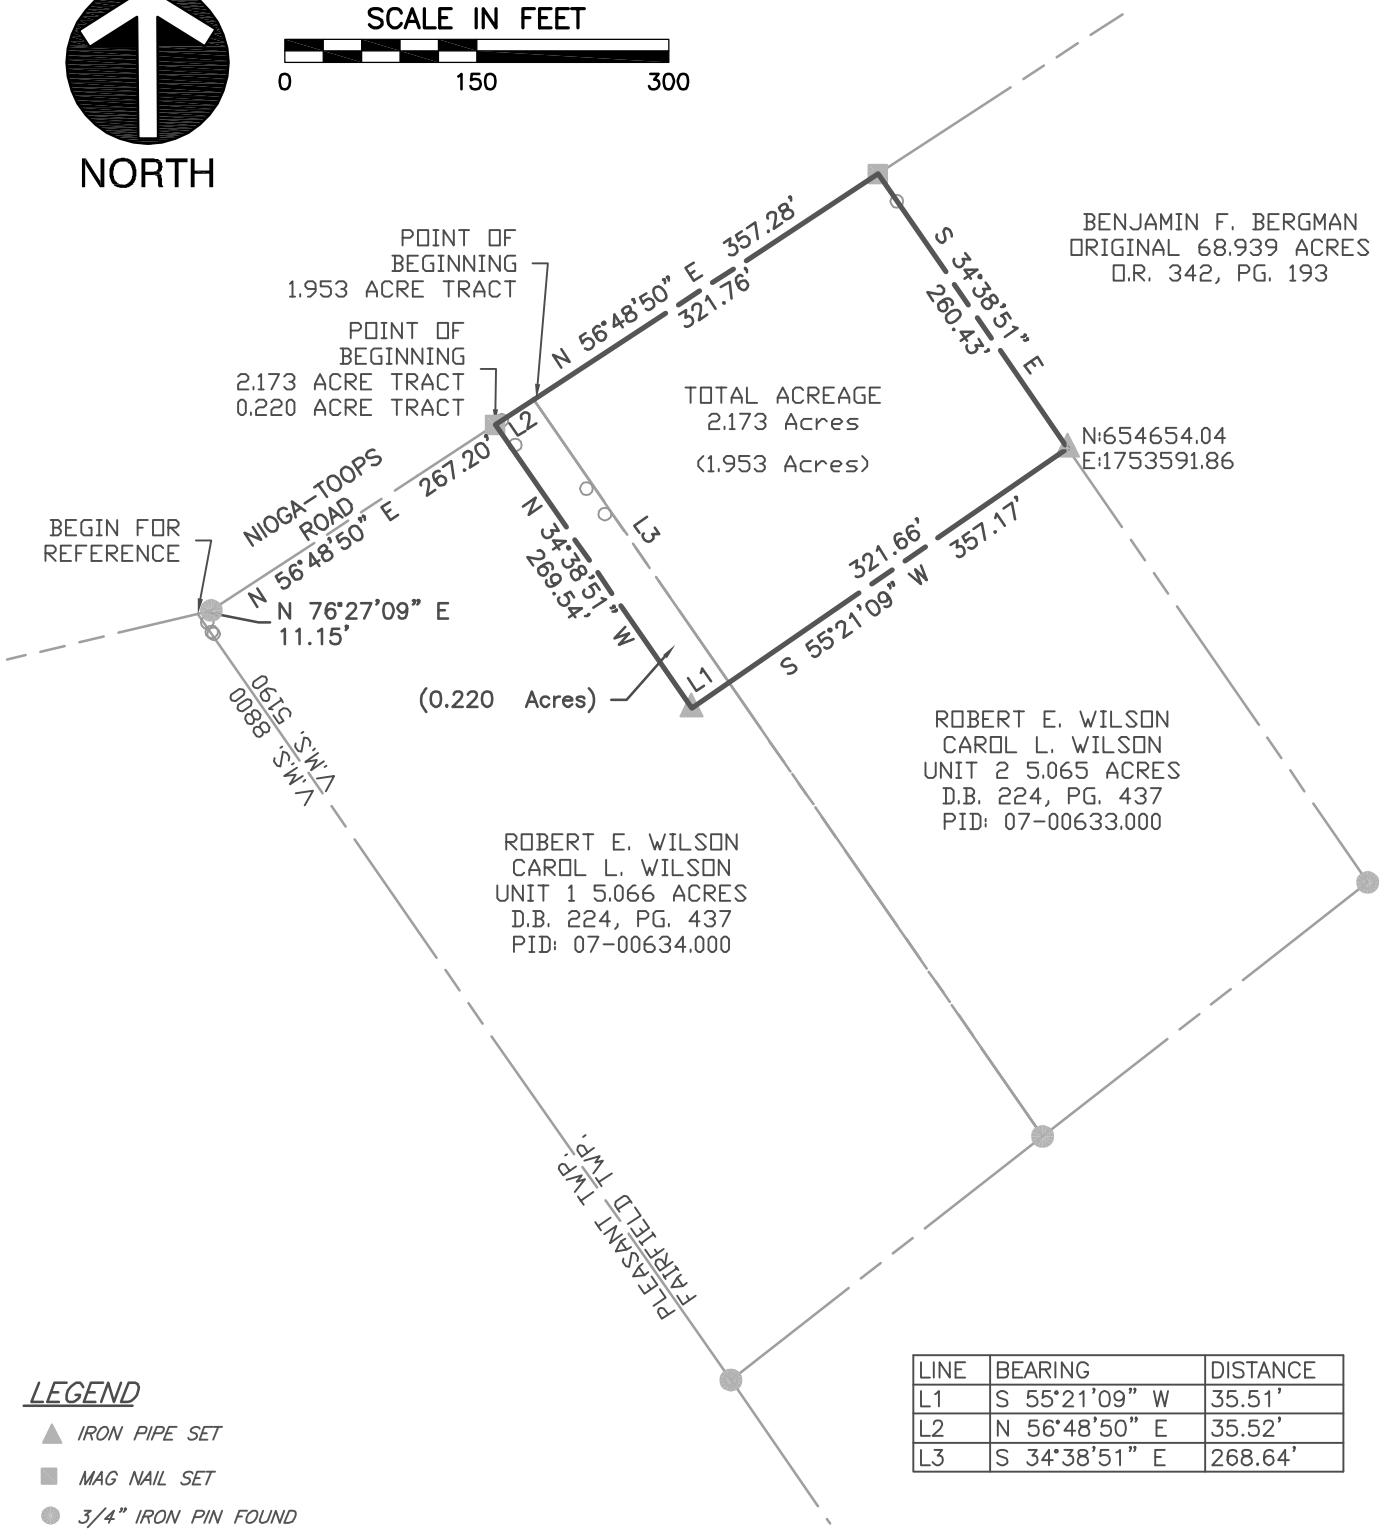 SCALE IN FEET
0 150 300
NORTH
POINT OF
BEGINNING
1.953 ACRE TRACT
POINT OF
BEGINNING
2.173 ACRE TRACT
0.220 ACRE TRACT
N 56°48'50" E 357.28'
321.76'
S 34°38'51" E
260.43'
BENJAMIN F. BERGMAN
ORIGINAL 68.939 ACRES
O.R. 342, PG. 193
TOTAL ACREAGE
2.173 Acres
(1.953 Acres)
N:654654.04
E:1753591.86
L2
L3
NIOGA-TOOPS
ROAD
N 56°48'50" E 267.20'
BEGIN FOR
REFERENCE
N 76°27'09" E
11.15'
N 34°38'51" W
269.54'
321.66'
S 55°21'09" W 357.17'
L1
(0.220 Acres)
V.M.S. 5190
V.M.S. 8800
ROBERT E. WILSON
CAROL L. WILSON
UNIT 2 5.065 ACRES
D.B. 224, PG. 437
PID: 07-00633.000
ROBERT E. WILSON
CAROL L. WILSON
UNIT 1 5.066 ACRES
D.B. 224, PG. 437
PID: 07-00634.000
PLEASANT TWP.
FAIRFIELD TWP.
LINE BEARING DISTANCE
L1 S 55°21'09" W 35.51'
L2 N 56°48'50" E 35.52'
L3 S 34°38'51" E 268.64'
LEGEND
IRON PIPE SET
MAG NAIL SET
3/4" IRON PIN FOUND